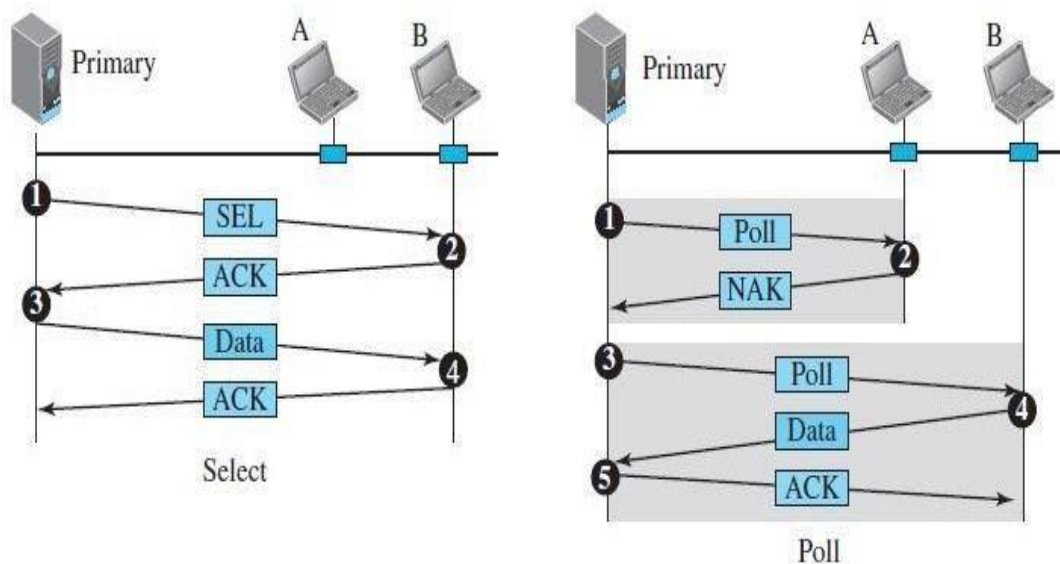 A
B
Primary
1
SEL
2
ACK
3
Data
4
ACK
Select
A
B
Primary
1
Poll
2
NAK
3
Poll
4
Data
5
ACK
Poll